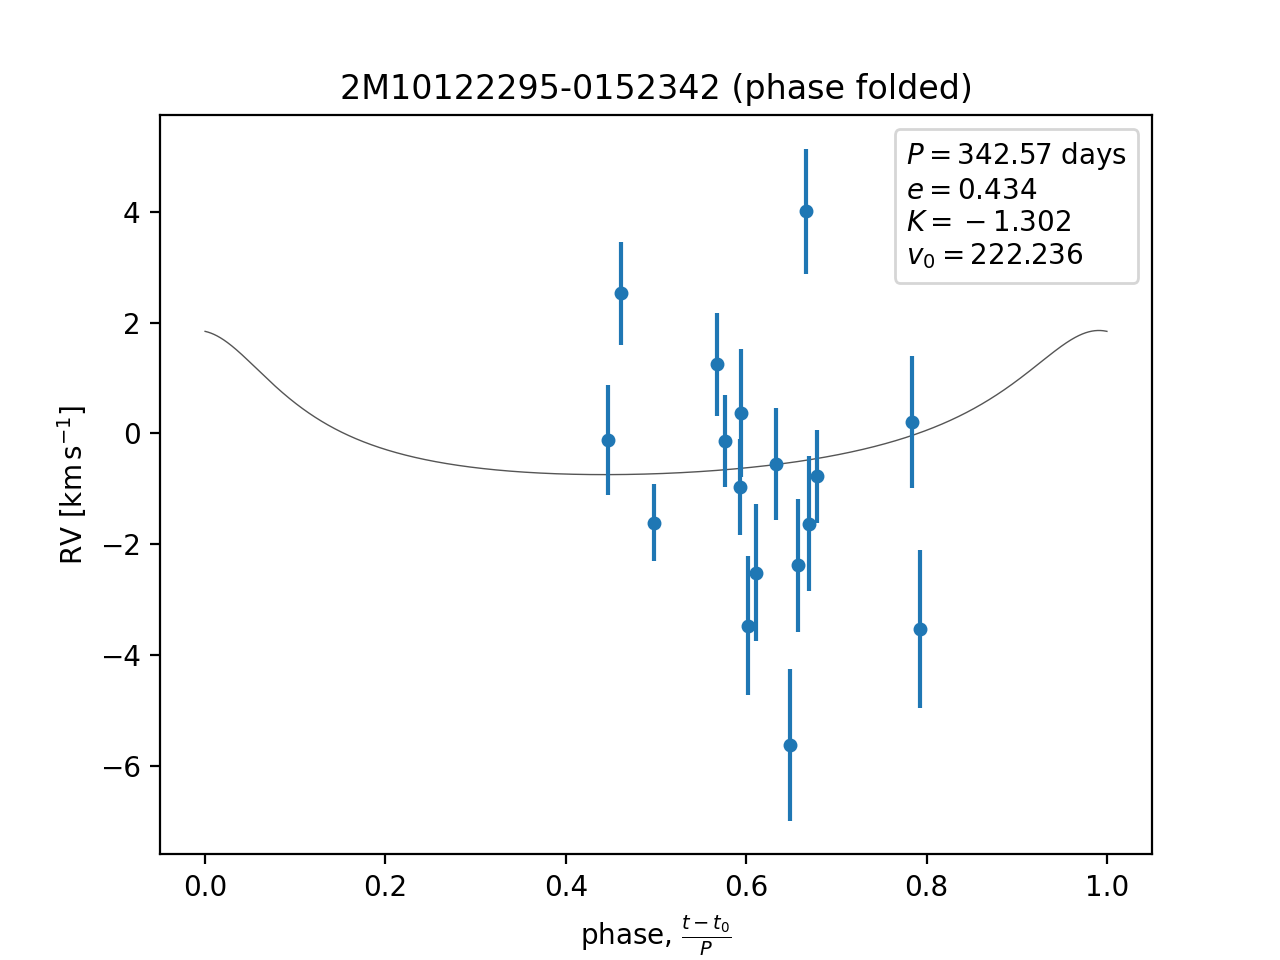 2M10122295-0152342 (phase folded)
P = 342.57 days
e = 0.434
K = −1.302
v₀ = 222.236
4
2
0
−2
−4
−6
RV [km s⁻¹]
0.0 0.2 0.4 0.6 0.8 1.0
phase, (t − t₀)/P